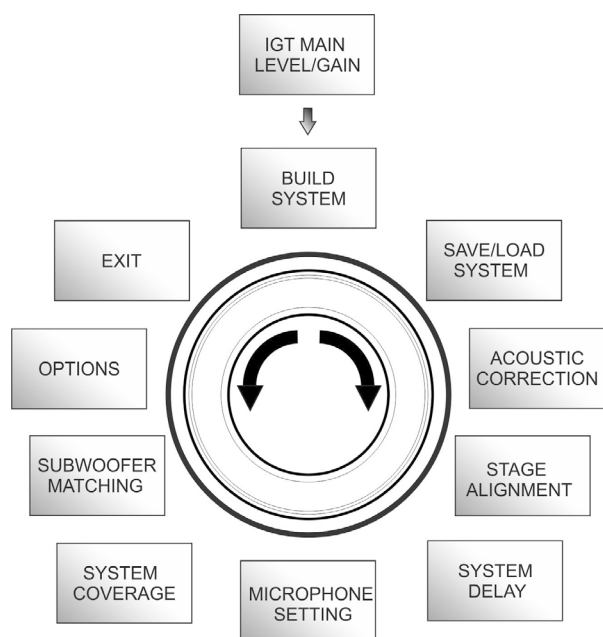 IGT MAIN
LEVEL/GAIN
BUILD
SYSTEM
EXIT
SAVE/LOAD
SYSTEM
OPTIONS
ACOUSTIC
CORRECTION
SUBWOOFER
MATCHING
STAGE
ALIGNMENT
SYSTEM
COVERAGE
MICROPHONE
SETTING
SYSTEM
DELAY